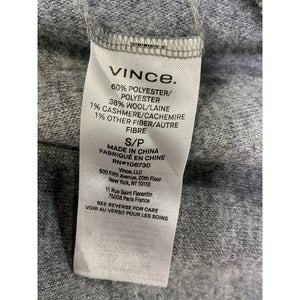 VINCE.
60% POLYESTER/
POLYESTER
38% WOOL/LAINE
1% CASHMERE/CACHEMIRE
1% OTHER FIBER/AUTRE
FIBRE
S/P
MADE IN CHINA
FABRIQUÉ EN CHINE
RN#106730
Vince, LLC
500 Fifth Avenue, 20th Floor
New York, NY 10110
11 Rue Saint Florentin
75008 Paris France
SEE REVERSE FOR CARE
VOIR AU VERSO POUR LES SOINS